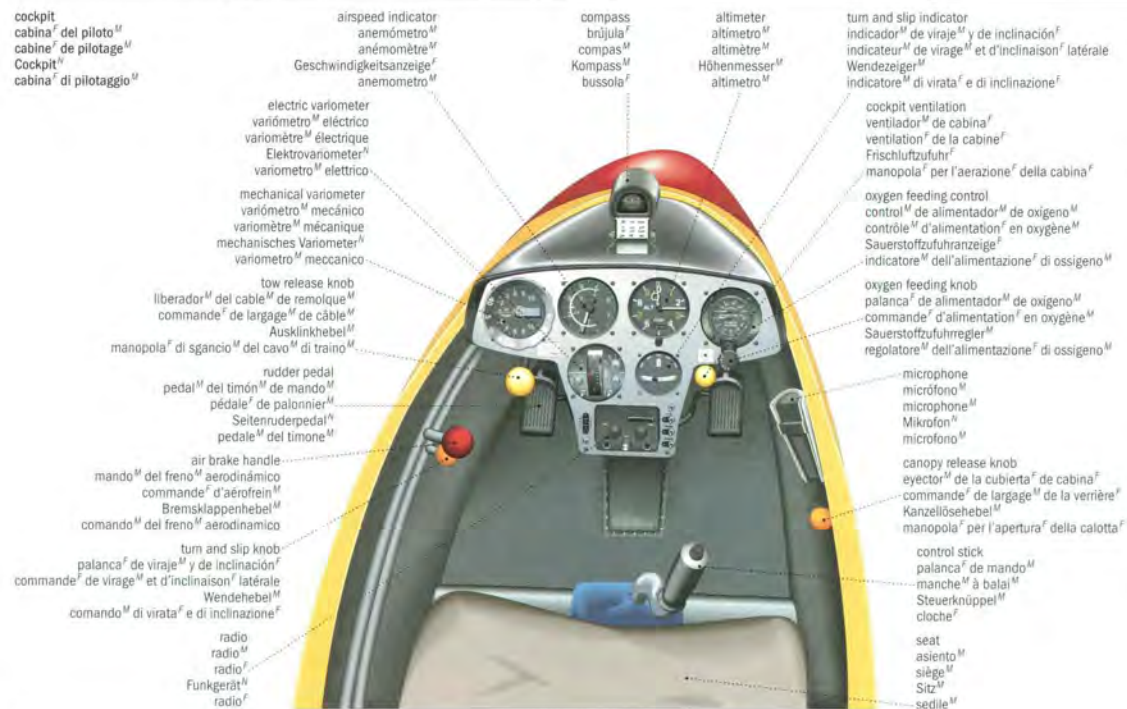 cockpit
cabina^F del piloto^M
cabine^F de pilotage^M
Cockpit^N
cabina^F di pilotaggio^M
airspeed indicator
anemómetro^M
anémomètre^M
Geschwindigkeitsanzeige^F
anemometro^M
compass
brújula^F
compas^M
Kompass^M
bussola^F
altimeter
altímetro^M
altimètre^M
Höhenmesser^M
altimetro^M
turn and slip indicator
indicador^M de viraje^M y de inclinación^F
indicateur^M de virage^M et d'inclinaison^F latérale
Wendezeiger^M
indicatore^M di virata^F e di inclinazione^F
electric variometer
variómetro^M eléctrico
variomètre^M électrique
Elektrovariometer^N
variometro^M elettrico
mechanical variometer
variómetro^M mecánico
variomètre^M mécanique
mechanisches Variometer^N
variometro^M meccanico
tow release knob
liberador^M del cable^M de remolque^M
commande^F de largage^M de câble^M
Ausklinkhebel^M
manopola^F di sgancio^M del cavo^M di traino^M
rudder pedal
pedal^M del timón^M de mando^M
pédale^F de palonnier^M
Seitenruderpedal^N
pedale^M del timone^M
air brake handle
mando^M del freno^M aerodinámico
commande^F d'aérofrein^M
Bremsklappenhebel^M
comando^M del freno^M aerodinamico
turn and slip knob
palanca^F de viraje^M y de inclinación^F
commande^F de virage^M et d'inclinaison^F latérale
Wendehebel^M
comando^M di virata^F e di inclinazione^F
radio
radio^M
radio^F
Funkgerät^N
radio^F
cockpit ventilation
ventilador^M de cabina^F
ventilation^F de la cabine^F
Frischluftzufuhr^F
manopola^F per l'aerazione^F della cabina^F
oxygen feeding control
control^M de alimentador^M de oxígeno^M
contrôle^M d'alimentation^F en oxygène^M
Sauerstoffzufuhranzeige^F
indicatore^M dell'alimentazione^F di ossigeno^M
oxygen feeding knob
palanca^F de alimentador^M de oxígeno^M
commande^F d'alimentation^F en oxygène^M
Sauerstoffzufuhrregler^M
regolatore^M dell'alimentazione^F di ossigeno^M
microphone
micrófono^M
microphone^M
Mikrofon^N
microfono^M
canopy release knob
eyector^M de la cubierta^F de cabina^F
commande^F de largage^M de la verrière^F
Kanzellösehebel^M
manopola^F per l'apertura^F della calotta^F
control stick
palanca^F de mando^M
manche^M à balai^M
Steuerknüppel^M
cloche^F
seat
asiento^M
siège^M
Sitz^M
sedile^M